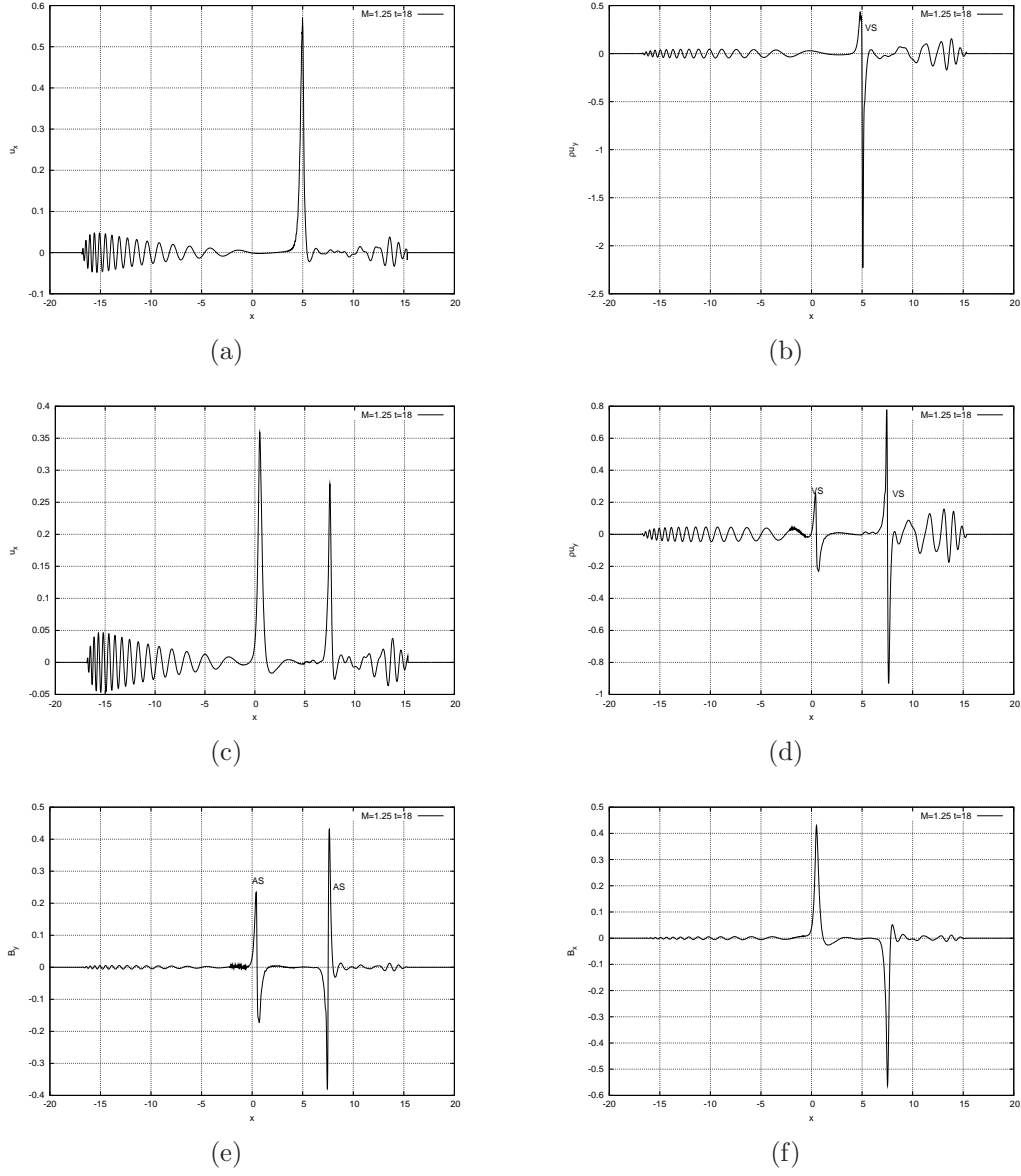 M=1.25 t=18
0.6
0.5
0.4
0.3
0.2
0.1
0
-0.1
-20 -15 -10 -5 0 5 10 15 20
u_x
x
(a)
M=1.25 t=18
VS
0.5
0
-0.5
-1
-1.5
-2
-2.5
-20 -15 -10 -5 0 5 10 15 20
ρu_y
x
(b)
M=1.25 t=18
0.4
0.35
0.3
0.25
0.2
0.15
0.1
0.05
0
-0.05
-20 -15 -10 -5 0 5 10 15 20
u_x
x
(c)
M=1.25 t=18
VS
VS
0.8
0.6
0.4
0.2
0
-0.2
-0.4
-0.6
-0.8
-1
-20 -15 -10 -5 0 5 10 15 20
ρu_y
x
(d)
M=1.25 t=18
AS
AS
0.5
0.4
0.3
0.2
0.1
0
-0.1
-0.2
-0.3
-0.4
-20 -15 -10 -5 0 5 10 15 20
B_y
x
(e)
M=1.25 t=18
0.5
0.4
0.3
0.2
0.1
0
-0.1
-0.2
-0.3
-0.4
-0.5
-0.6
-20 -15 -10 -5 0 5 10 15 20
B_x
x
(f)